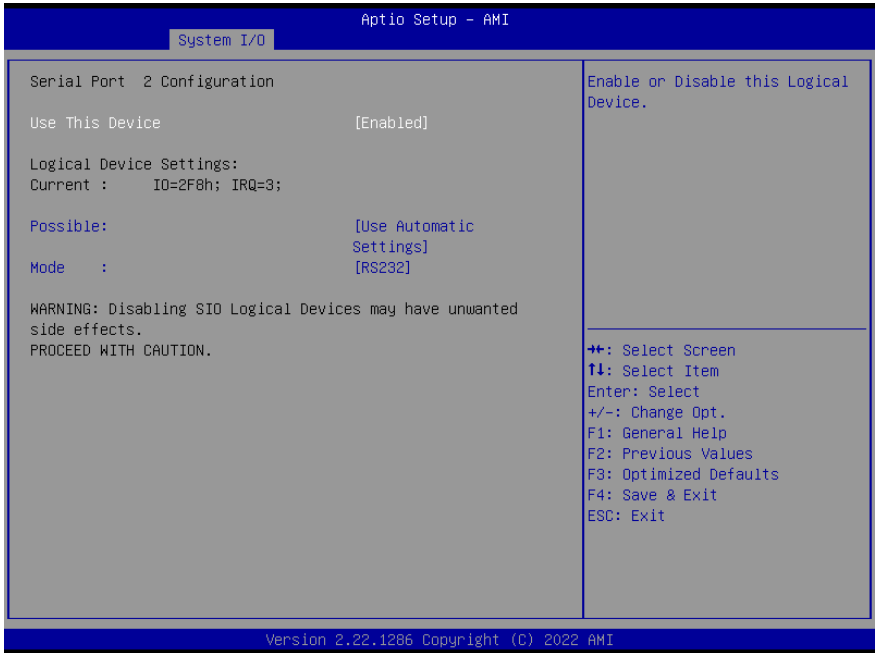 Aptio Setup – AMI
System I/O
Serial Port  2 Configuration
Use This Device [Enabled]
Logical Device Settings:
Current : IO=2F8h; IRQ=3;
Possible: [Use Automatic
Settings]
Mode : [RS232]
WARNING: Disabling SIO Logical Devices may have unwanted
side effects.
PROCEED WITH CAUTION.
Enable or Disable this Logical
Device.
→←: Select Screen
↑↓: Select Item
Enter: Select
+/-: Change Opt.
F1: General Help
F2: Previous Values
F3: Optimized Defaults
F4: Save & Exit
ESC: Exit
Version 2.22.1286 Copyright (C) 2022 AMI